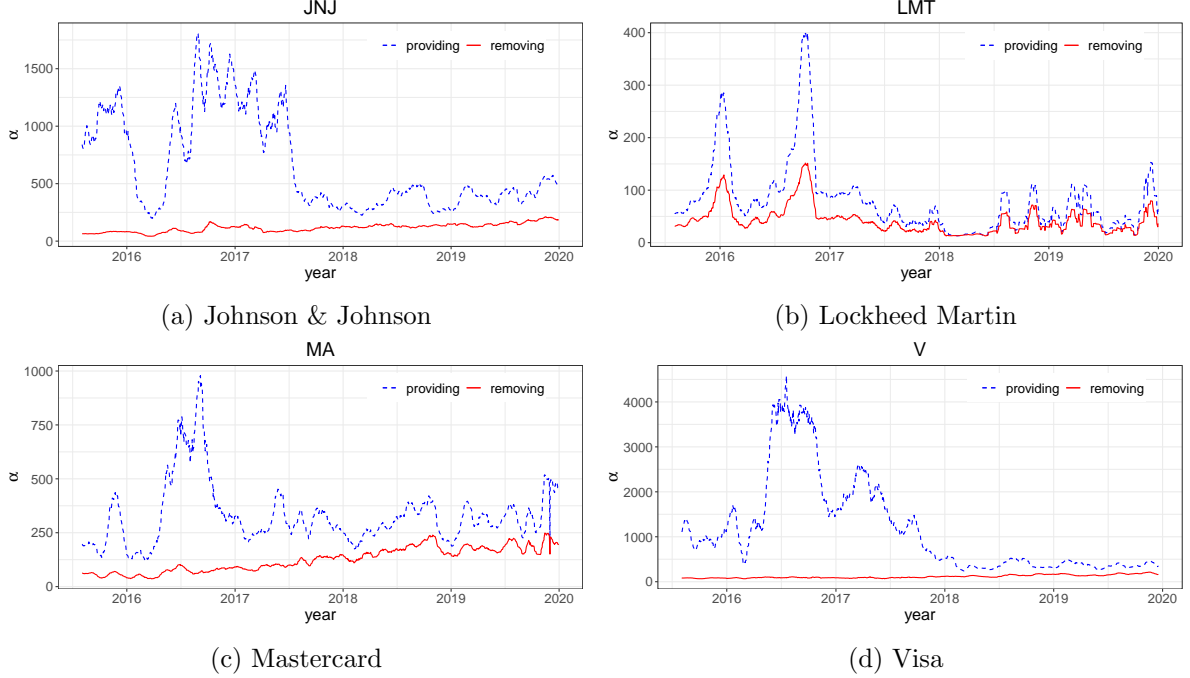 JNJ
providing removing
1500
1000
500
0
α
2016 2017 2018 2019 2020
year
(a) Johnson & Johnson
LMT
providing removing
400
300
200
100
0
α
2016 2017 2018 2019 2020
year
(b) Lockheed Martin
MA
providing removing
1000
750
500
250
0
α
2016 2017 2018 2019 2020
year
(c) Mastercard
V
providing removing
4000
3000
2000
1000
0
α
2016 2017 2018 2019 2020
year
(d) Visa